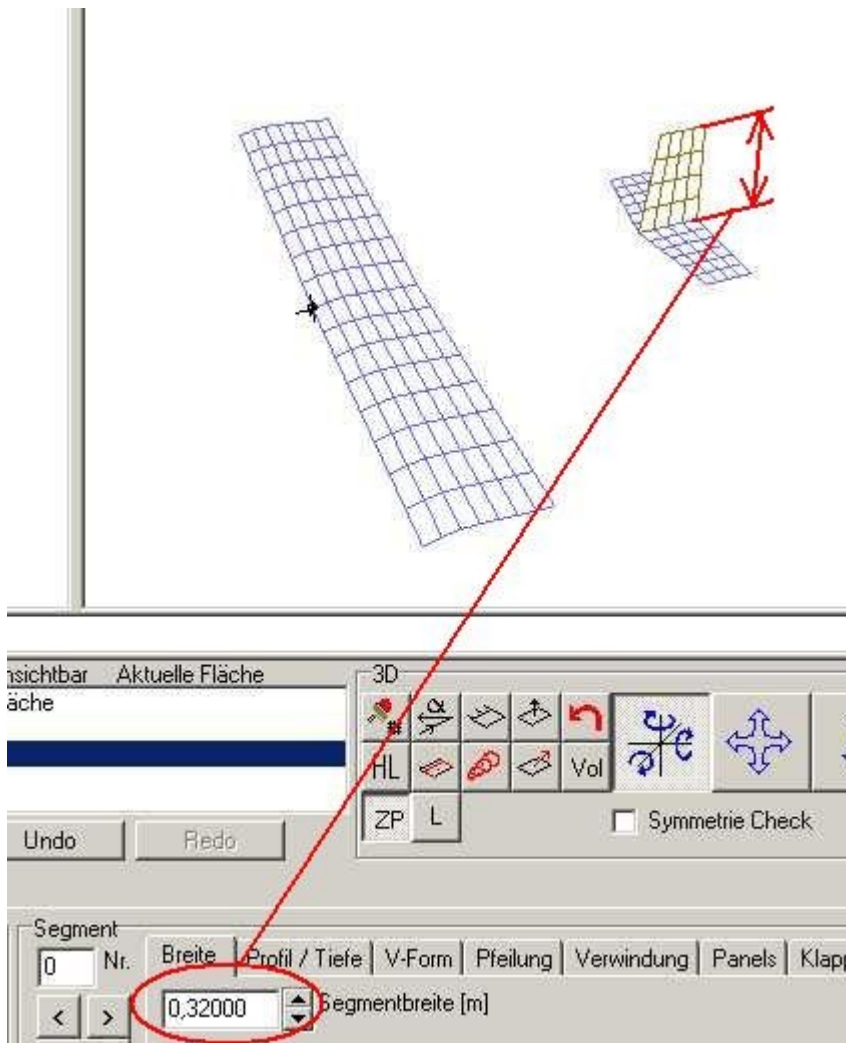 nsichtbar Aktuelle Fläche
äche
3D
α
HL
Vol
ZP L
Symmetrie Check
Undo Redo
Segment
0 Nr.
Breite Profil / Tiefe V-Form Pfeilung Verwindung Panels Klapp
< >
0,32000 Segmentbreite [m]